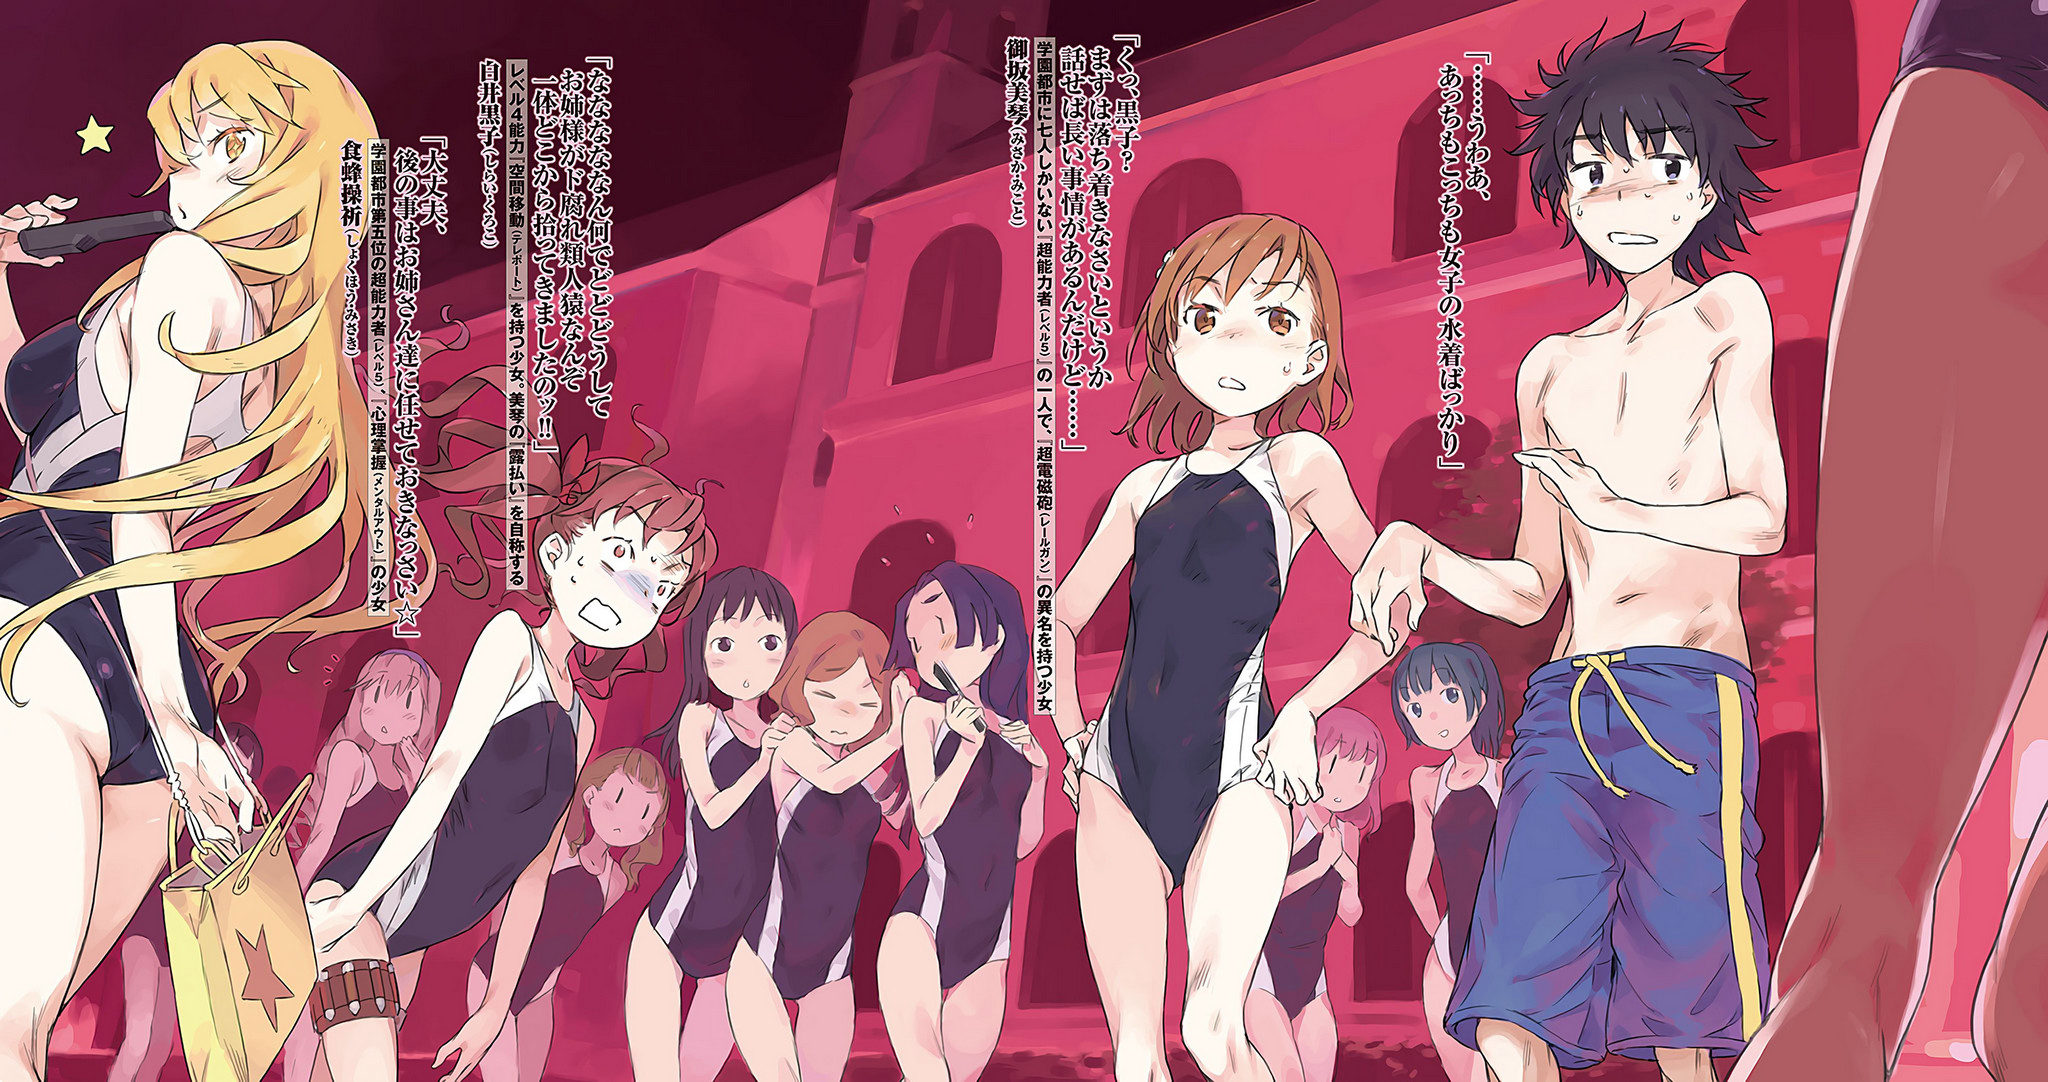 「……うわあ、
あっちもこっちも女子の水着ばっかり」
「くっ、黒子？
まずは落ち着きなさいというか
話せば長い事情があるんだけど……」
学園都市に七人しかいない『超能力者（レベル５）』の一人で、『超電磁砲（レールガン）』の異名を持つ少女
御坂美琴（みさか・みこと）
「なななななん何でどどどうして
お姉様がド腐れ類人猿なんぞ
一体どこから拾ってきましたのッ!!」
レベル４能力『空間移動（テレポート）』を持つ少女。美琴の『露払い』を自称する
白井黒子（しらい・くろこ）
「大丈夫、
後の事はお姉さん達に任せておきなっさい☆」
学園都市第五位の超能力者（レベル５）、『心理掌握（メンタルアウト）』の少女
食蜂操祈（しょくほう・みさき）